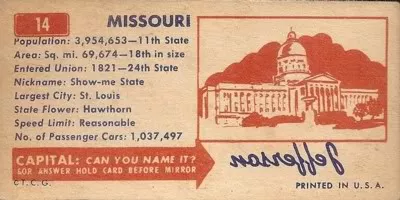 14
MISSOURI
Population: 3,954,653—11th State
Area: Sq. mi. 69,674—18th in size
Entered Union: 1821—24th State
Nickname: Show-me State
Largest City: St. Louis
State Flower: Hawthorn
Speed Limit: Reasonable
No. of Passenger Cars: 1,037,497
CAPITAL: CAN YOU NAME IT?
FOR ANSWER HOLD CARD BEFORE MIRROR
Jefferson
C.T.C.G.
PRINTED IN U.S.A.